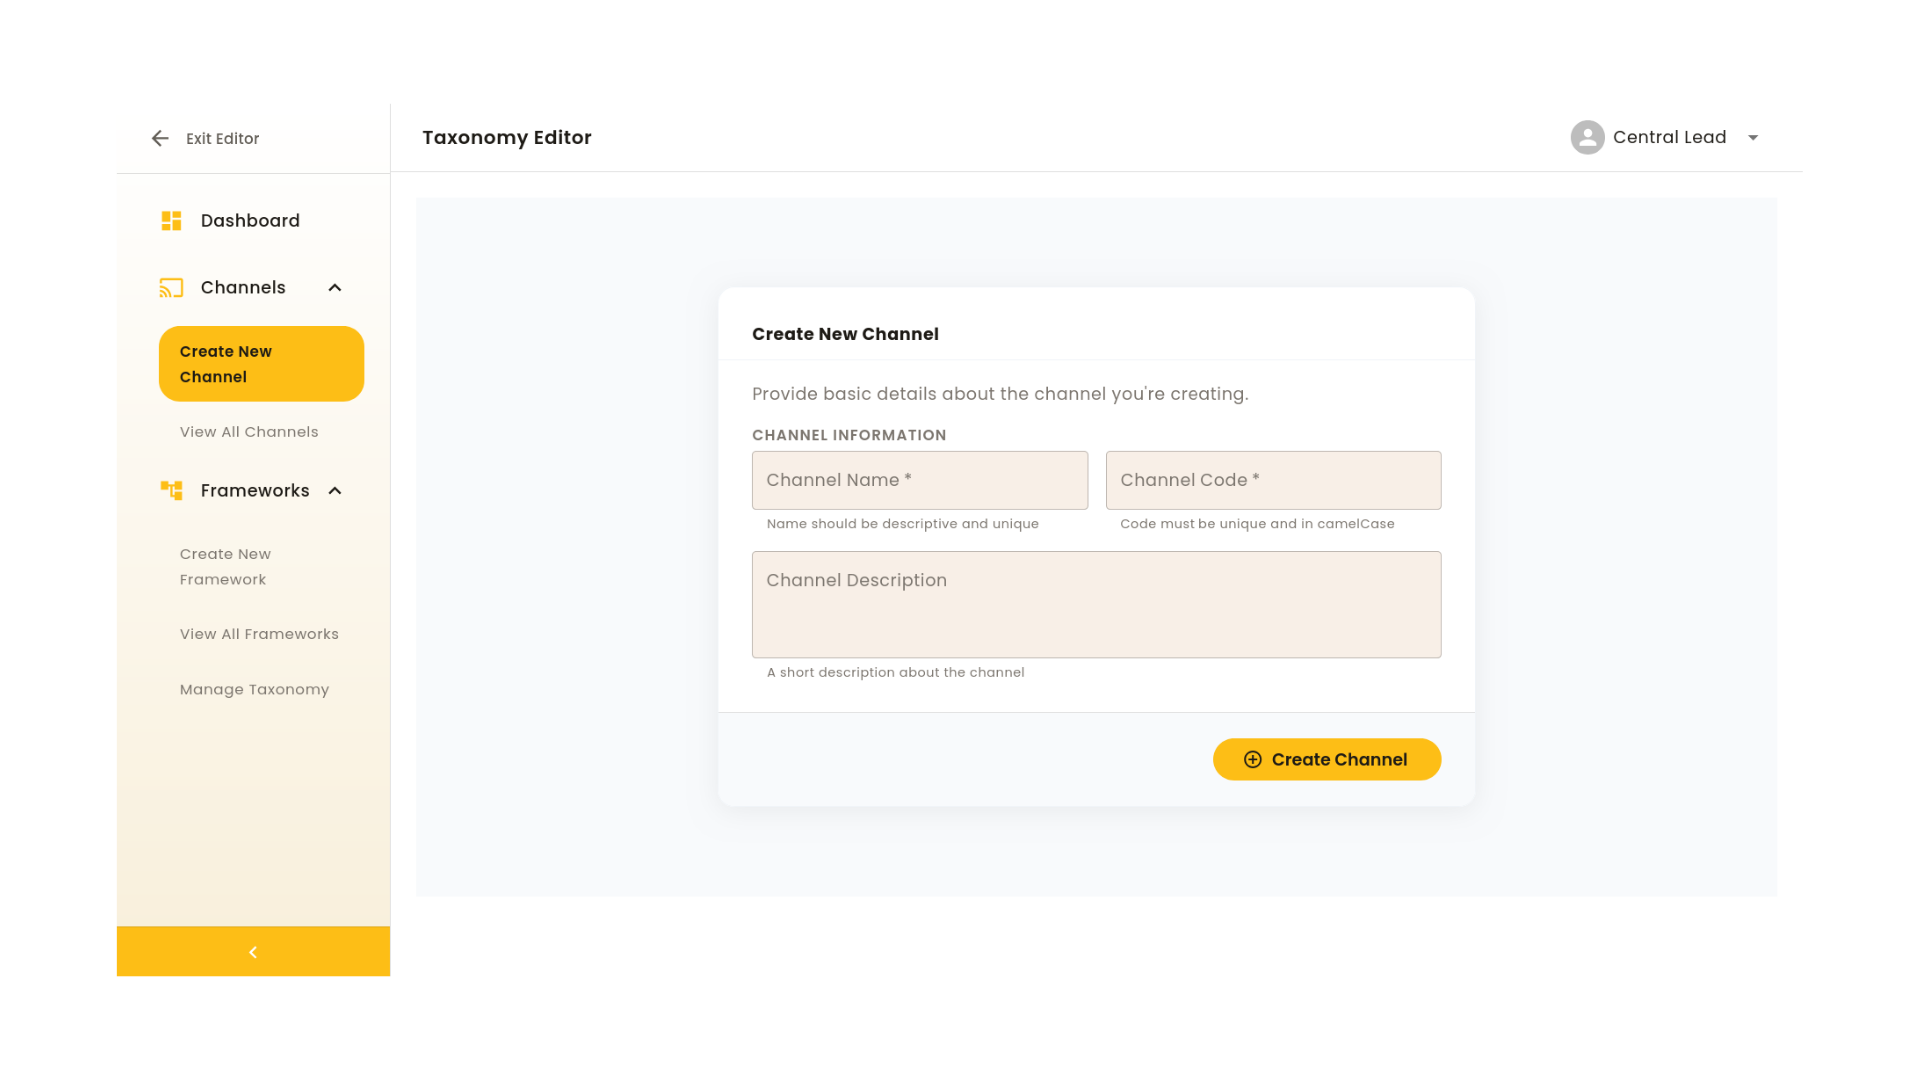 Exit Editor
Taxonomy Editor
Central Lead
Dashboard
Channels
Create New
Channel
View All Channels
Frameworks
Create New
Framework
View All Frameworks
Manage Taxonomy
Create New Channel
Provide basic details about the channel you're creating.
CHANNEL INFORMATION
Channel Name *
Channel Code *
Name should be descriptive and unique
Code must be unique and in camelCase
Channel Description
A short description about the channel
Create Channel